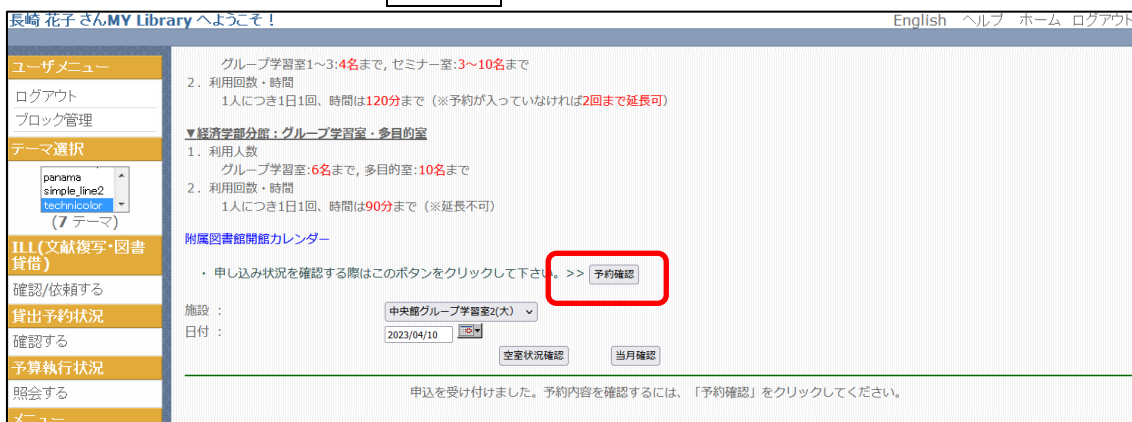 長崎 花子 さんMY Library へようこそ！
English ヘルプ ホーム ログアウト
ユーザメニュー
ログアウト
ブロック管理
テーマ選択
panama
simple_line2
technicolor
(7 テーマ)
ILL(文献複写・図書
貸借)
確認/依頼する
貸出予約状況
確認する
予算執行状況
照会する
メニュー
グループ学習室1～3:4名まで, セミナー室:3～10名まで
2. 利用回数・時間
1人につき1日1回、時間は120分まで（※予約が入っていなければ2回まで延長可）
▼経済学部分館：グループ学習室・多目的室
1. 利用人数
グループ学習室:6名まで, 多目的室:10名まで
2. 利用回数・時間
1人につき1日1回、時間は90分まで（※延長不可）
附属図書館開館カレンダー
・ 申し込み状況を確認する際はこのボタンをクリックして下さい。>> 予約確認
施設 : 中央館グループ学習室2(大)
日付 : 2023/04/10
空室状況確認 当月確認
申込を受け付けました。予約内容を確認するには、「予約確認」をクリックしてください。